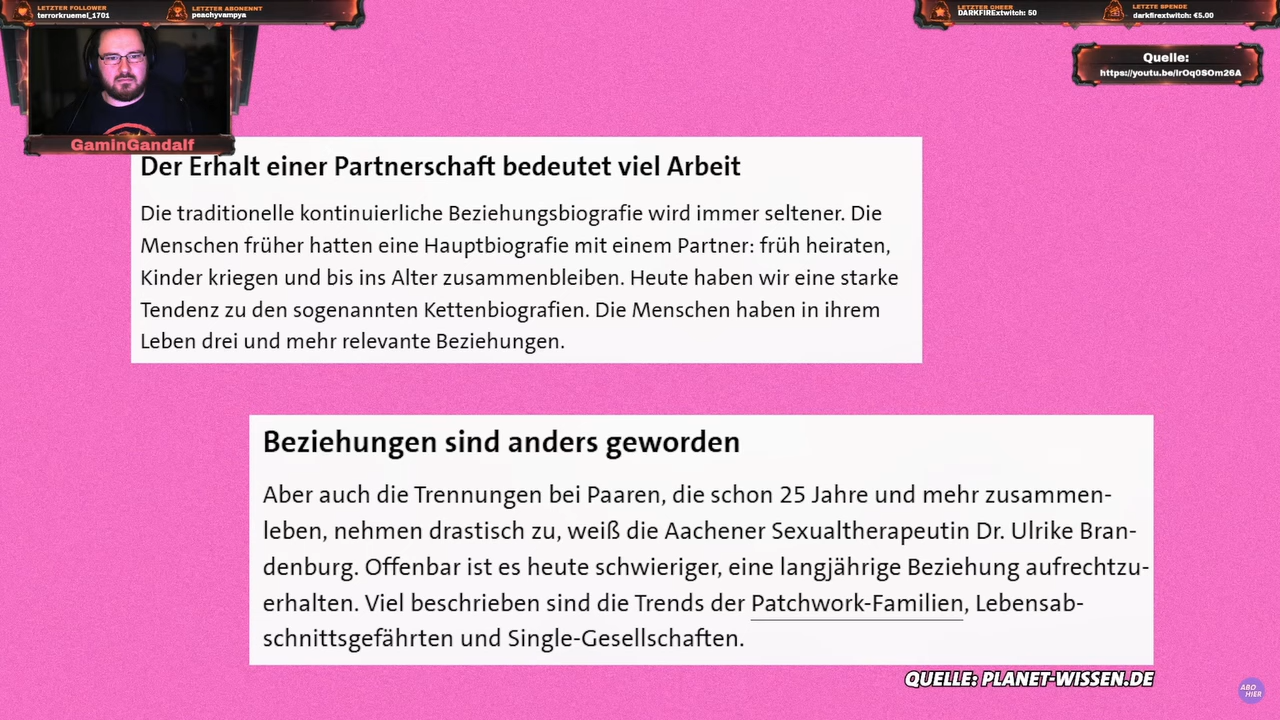 LETZTER FOLLOWER
terrorkruemel_1701
LETZTER ABONNENT
peachyvampya
LETZTER CHEER
DARKFIRExtwitch: 50
LETZTE SPENDE
darkfirextwitch: €5.00
Quelle:
https://youtu.be/IrOq0SOm26A
GaminGandalf
Der Erhalt einer Partnerschaft bedeutet viel Arbeit
Die traditionelle kontinuierliche Beziehungsbiografie wird immer seltener. Die
Menschen früher hatten eine Hauptbiografie mit einem Partner: früh heiraten,
Kinder kriegen und bis ins Alter zusammenbleiben. Heute haben wir eine starke
Tendenz zu den sogenannten Kettenbiografien. Die Menschen haben in ihrem
Leben drei und mehr relevante Beziehungen.
Beziehungen sind anders geworden
Aber auch die Trennungen bei Paaren, die schon 25 Jahre und mehr zusammen-
leben, nehmen drastisch zu, weiß die Aachener Sexualtherapeutin Dr. Ulrike Bran-
denburg. Offenbar ist es heute schwieriger, eine langjährige Beziehung aufrechtzu-
erhalten. Viel beschrieben sind die Trends der Patchwork-Familien, Lebensab-
schnittsgefährten und Single-Gesellschaften.
QUELLE: PLANET-WISSEN.DE
ABO
HIER